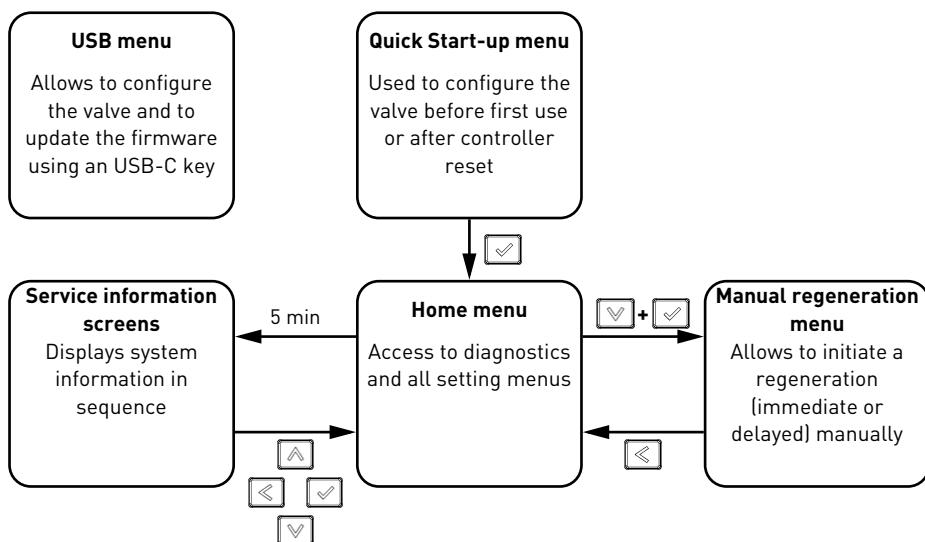 USB menu
Allows to configure
the valve and to
update the firmware
using an USB-C key
Quick Start-up menu
Used to configure the
valve before first use
or after controller
reset
Service information
screens
Displays system
information in
sequence
5 min
Home menu
Access to diagnostics
and all setting menus
+
Manual regeneration
menu
Allows to initiate a
regeneration
(immediate or
delayed) manually